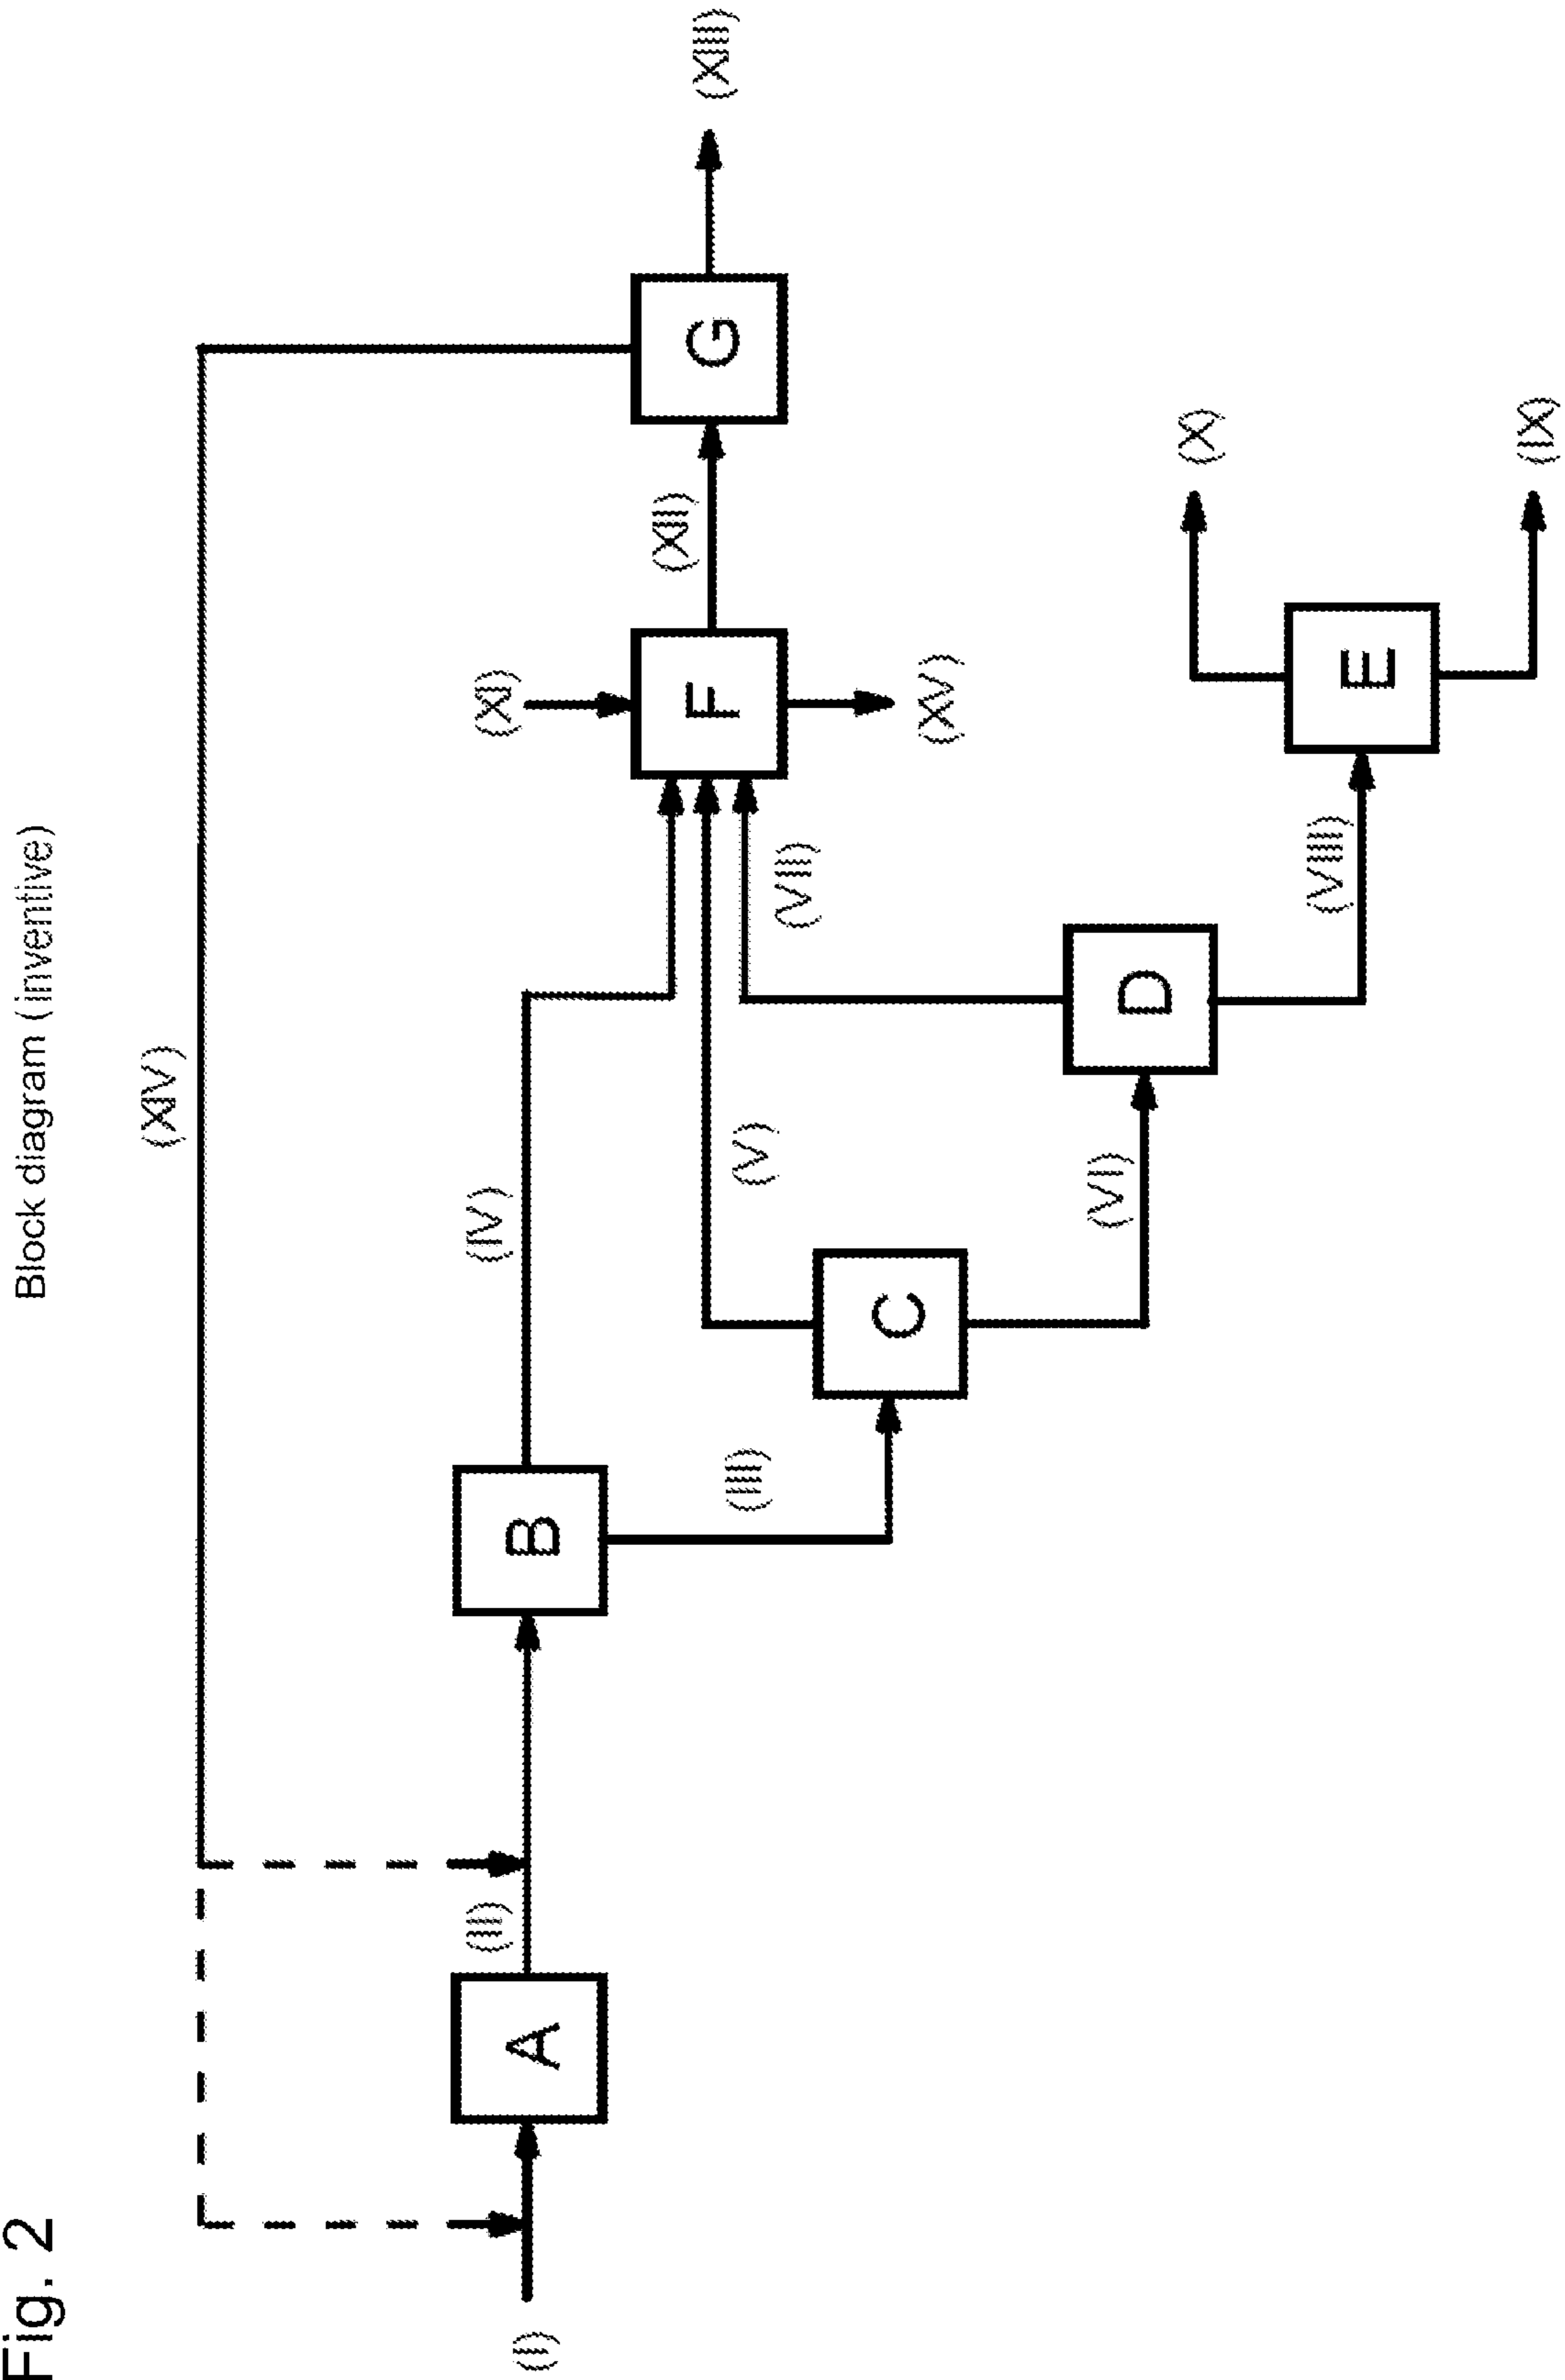 Fig. 2
Block diagram (inventive)
(XIV)
(I)
A
(II)
B
(IV)
(III)
C
(V)
(VI)
D
(VII)
(VIII)
E
(X)
(IX)
(XI)
F
(XV)
(XII)
G
(XIII)